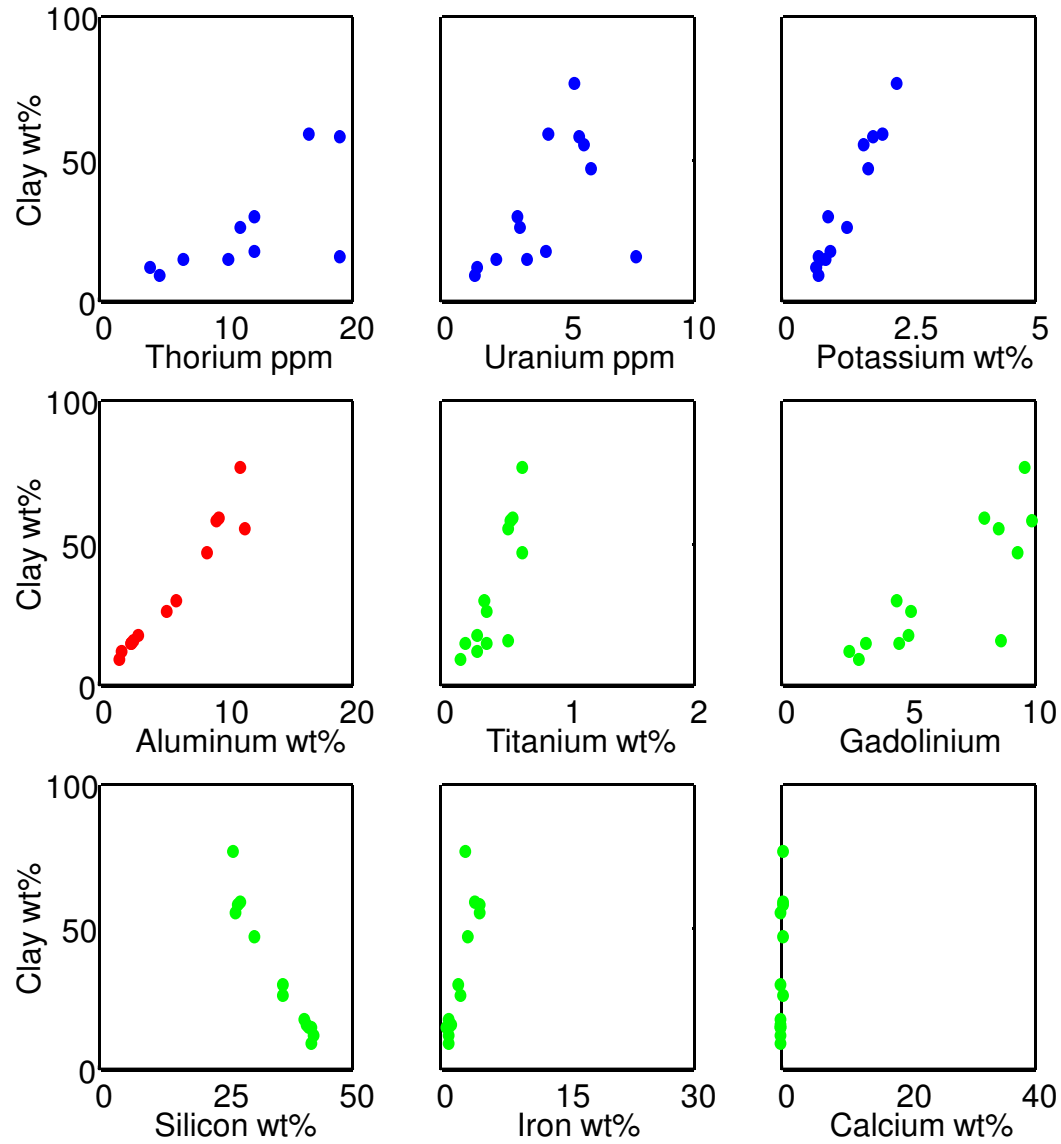 100
50
0
Clay wt%
0 10 20
Thorium ppm
0 5 10
Uranium ppm
0 2.5 5
Potassium wt%
100
50
0
Clay wt%
0 10 20
Aluminum wt%
0 1 2
Titanium wt%
0 5 10
Gadolinium
100
50
0
Clay wt%
0 25 50
Silicon wt%
0 15 30
Iron wt%
0 20 40
Calcium wt%